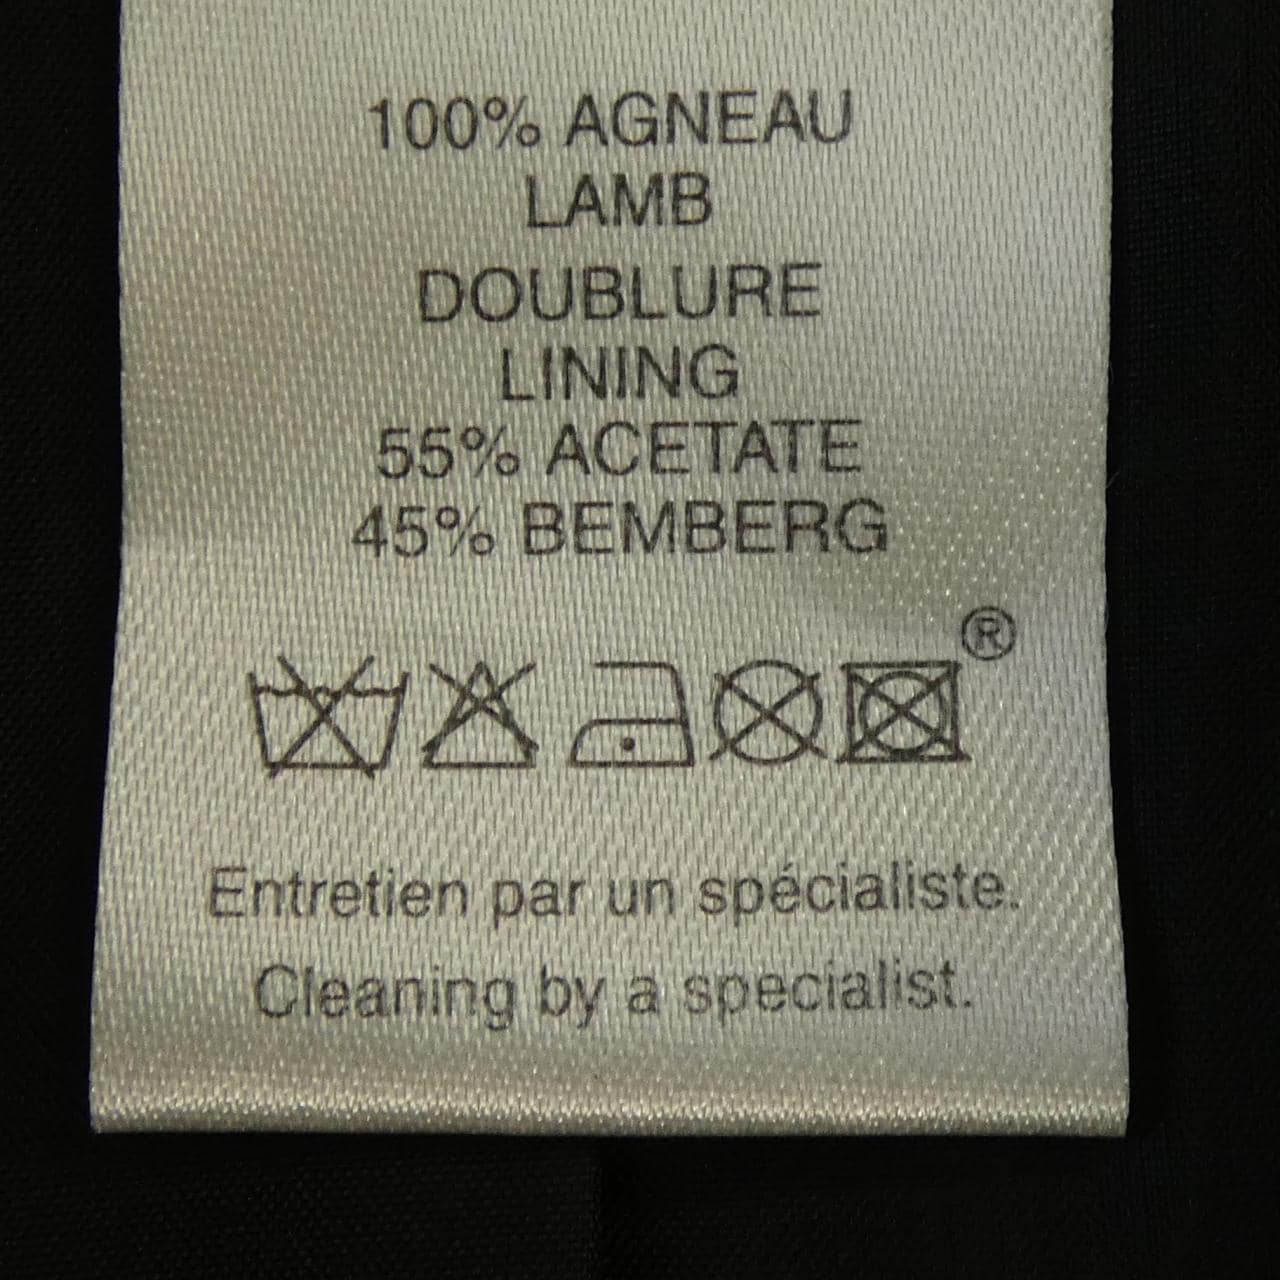 100% AGNEAU
LAMB
DOUBLURE
LINING
55% ACETATE
45% BEMBERG
®
Entretien par un spécialiste.
Cleaning by a specialist.